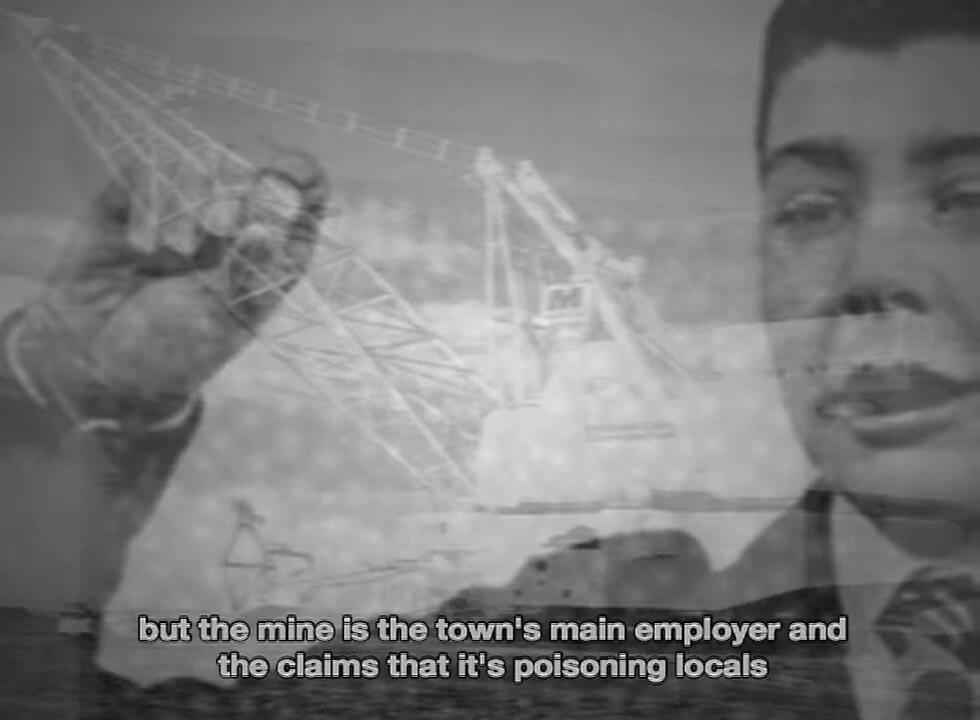 M
but the mine is the town's main employer and
the claims that it's poisoning locals